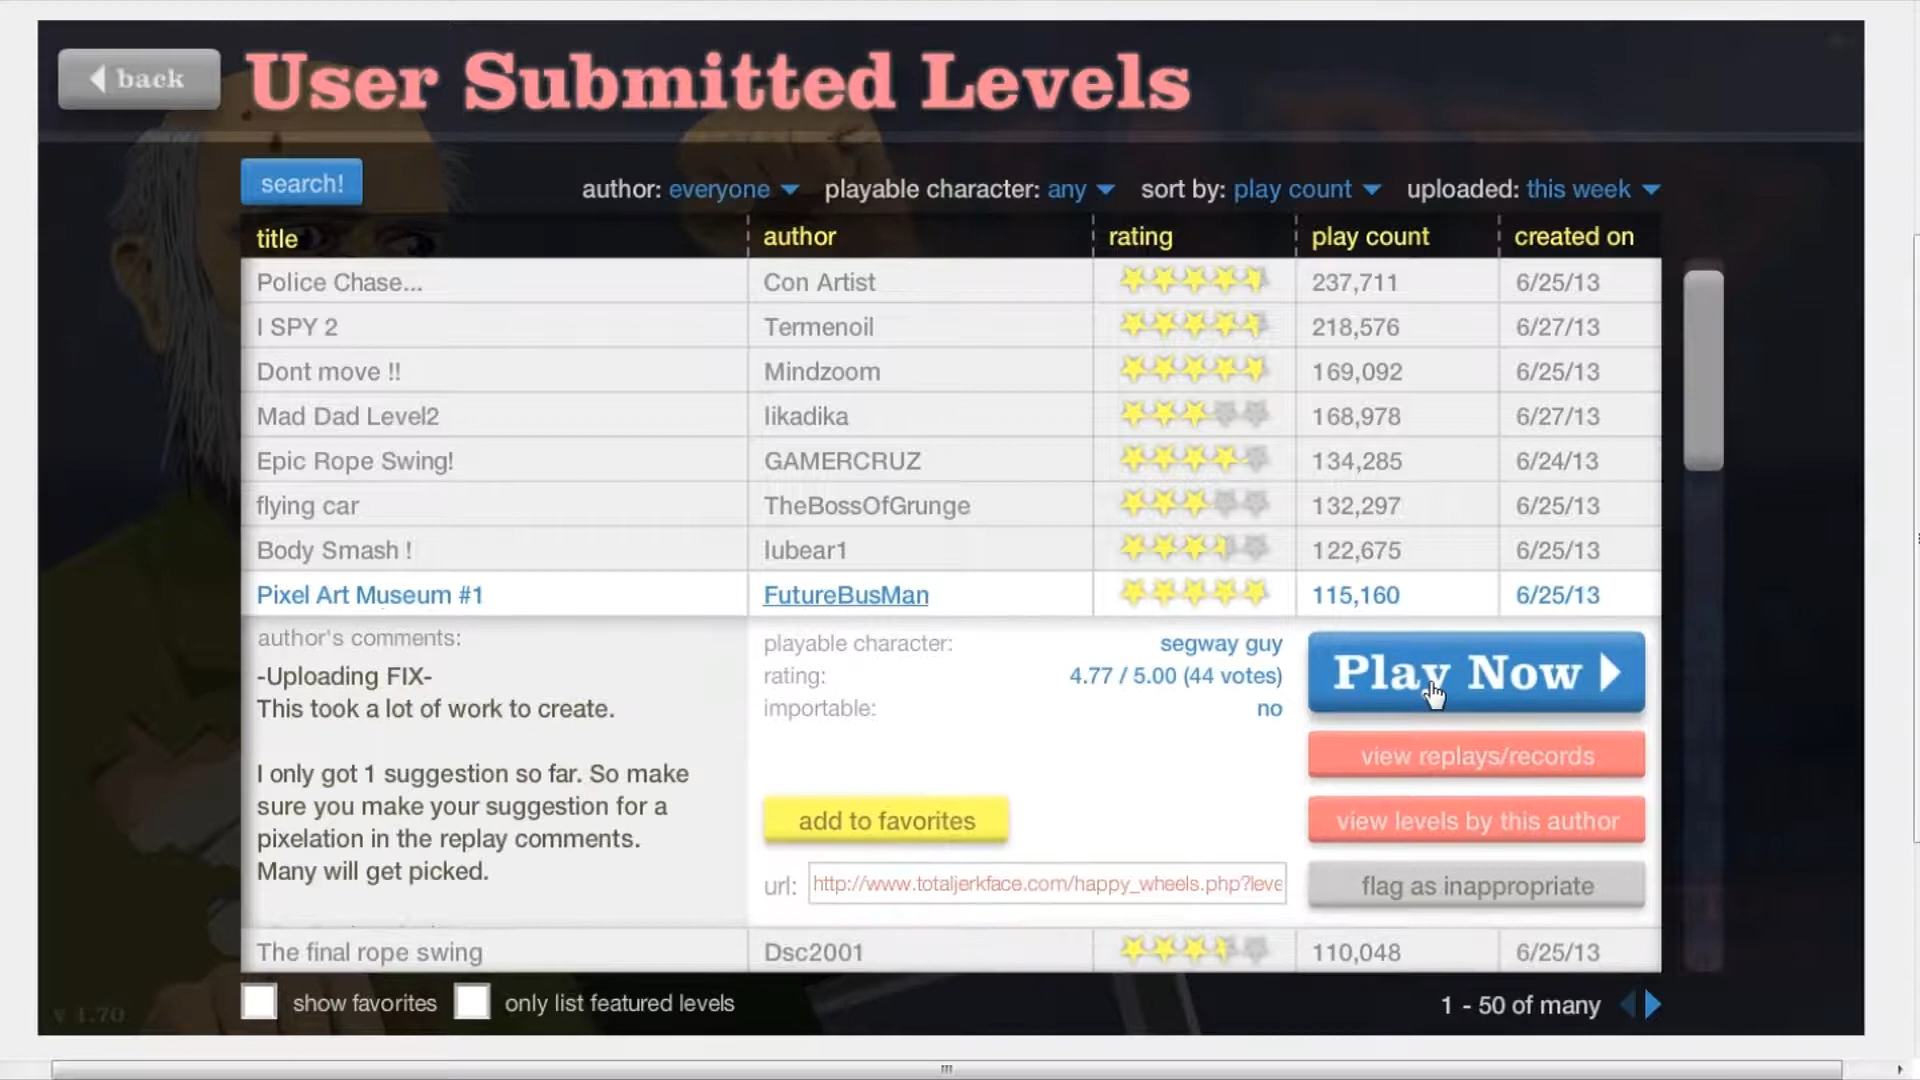 back
User Submitted Levels
search!
author: everyone playable character: any sort by: play count uploaded: this week
title author rating play count created on
Police Chase... Con Artist 237,711 6/25/13
I SPY 2 Termenoil 218,576 6/27/13
Dont move !! Mindzoom 169,092 6/25/13
Mad Dad Level2 likadika 168,978 6/27/13
Epic Rope Swing! GAMERCRUZ 134,285 6/24/13
flying car TheBossOfGrunge 132,297 6/25/13
Body Smash ! lubear1 122,675 6/25/13
Pixel Art Museum #1 FutureBusMan 115,160 6/25/13
author's comments:
-Uploading FIX-
This took a lot of work to create.
I only got 1 suggestion so far. So make
sure you make your suggestion for a
pixelation in the replay comments.
Many will get picked.
playable character: segway guy
rating: 4.77 / 5.00 (44 votes)
importable: no
add to favorites
url: http://www.totaljerkface.com/happy_wheels.php?leve
Play Now
view replays/records
view levels by this author
flag as inappropriate
The final rope swing Dsc2001 110,048 6/25/13
show favorites only list featured levels
1 - 50 of many
v 1.70